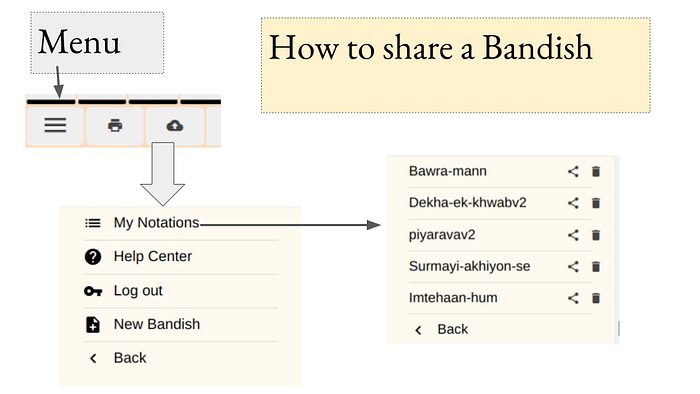 Menu
How to share a Bandish
My Notations
Help Center
Log out
New Bandish
Back
Bawra-mann
Dekha-ek-khwabv2
piyaravav2
Surmayi-akhiyon-se
Imtehaan-hum
Back